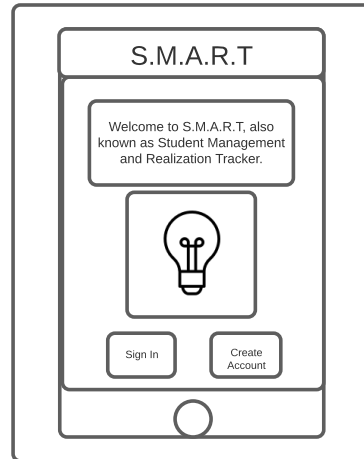 S.M.A.R.T
Welcome to S.M.A.R.T, also
known as Student Management
and Realization Tracker.
Sign In
Create
Account